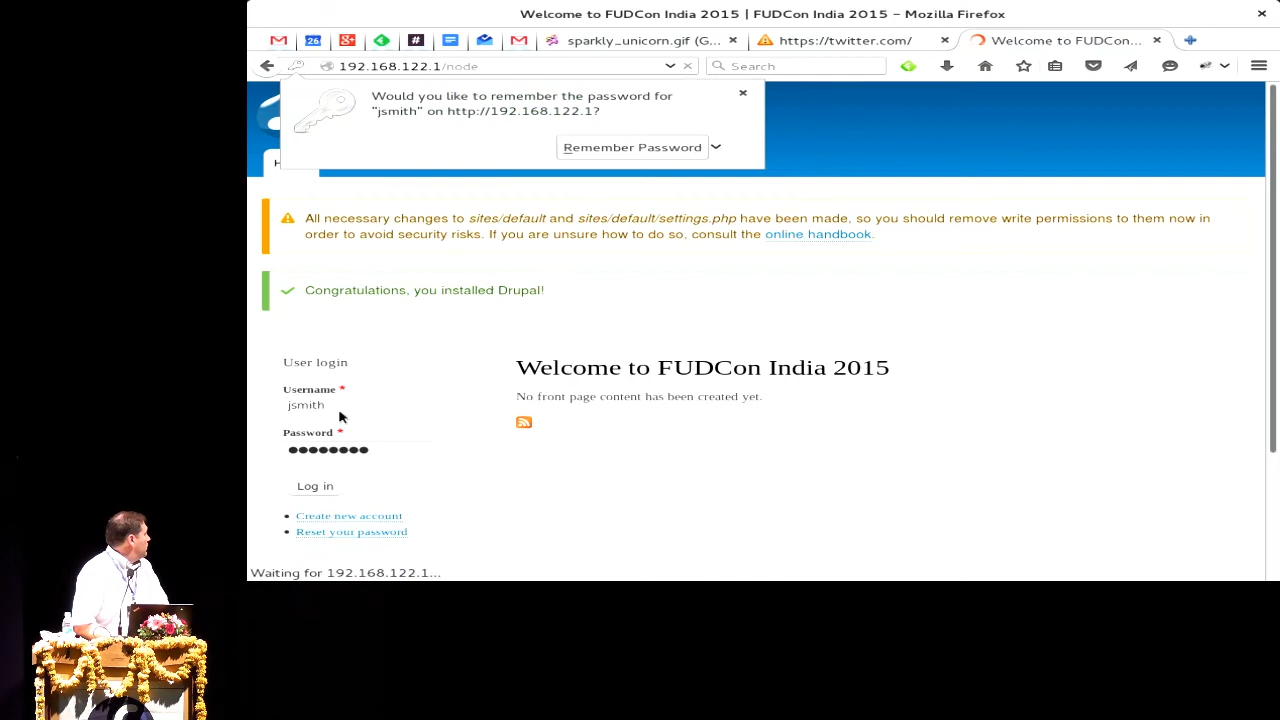 Welcome to FUDCon India 2015 | FUDCon India 2015 – Mozilla Firefox
26
#
sparkly_unicorn.gif (G...
https://twitter.com/
Welcome to FUDCon...
192.168.122.1/node
Search
Would you like to remember the password for
"jsmith" on http://192.168.122.1?
Remember Password
All necessary changes to sites/default and sites/default/settings.php have been made, so you should remove write permissions to them now in
order to avoid security risks. If you are unsure how to do so, consult the online handbook.
Congratulations, you installed Drupal!
User login
Username *
jsmith
Password *
Log in
Create new account
Reset your password
Welcome to FUDCon India 2015
No front page content has been created yet.
Waiting for 192.168.122.1...